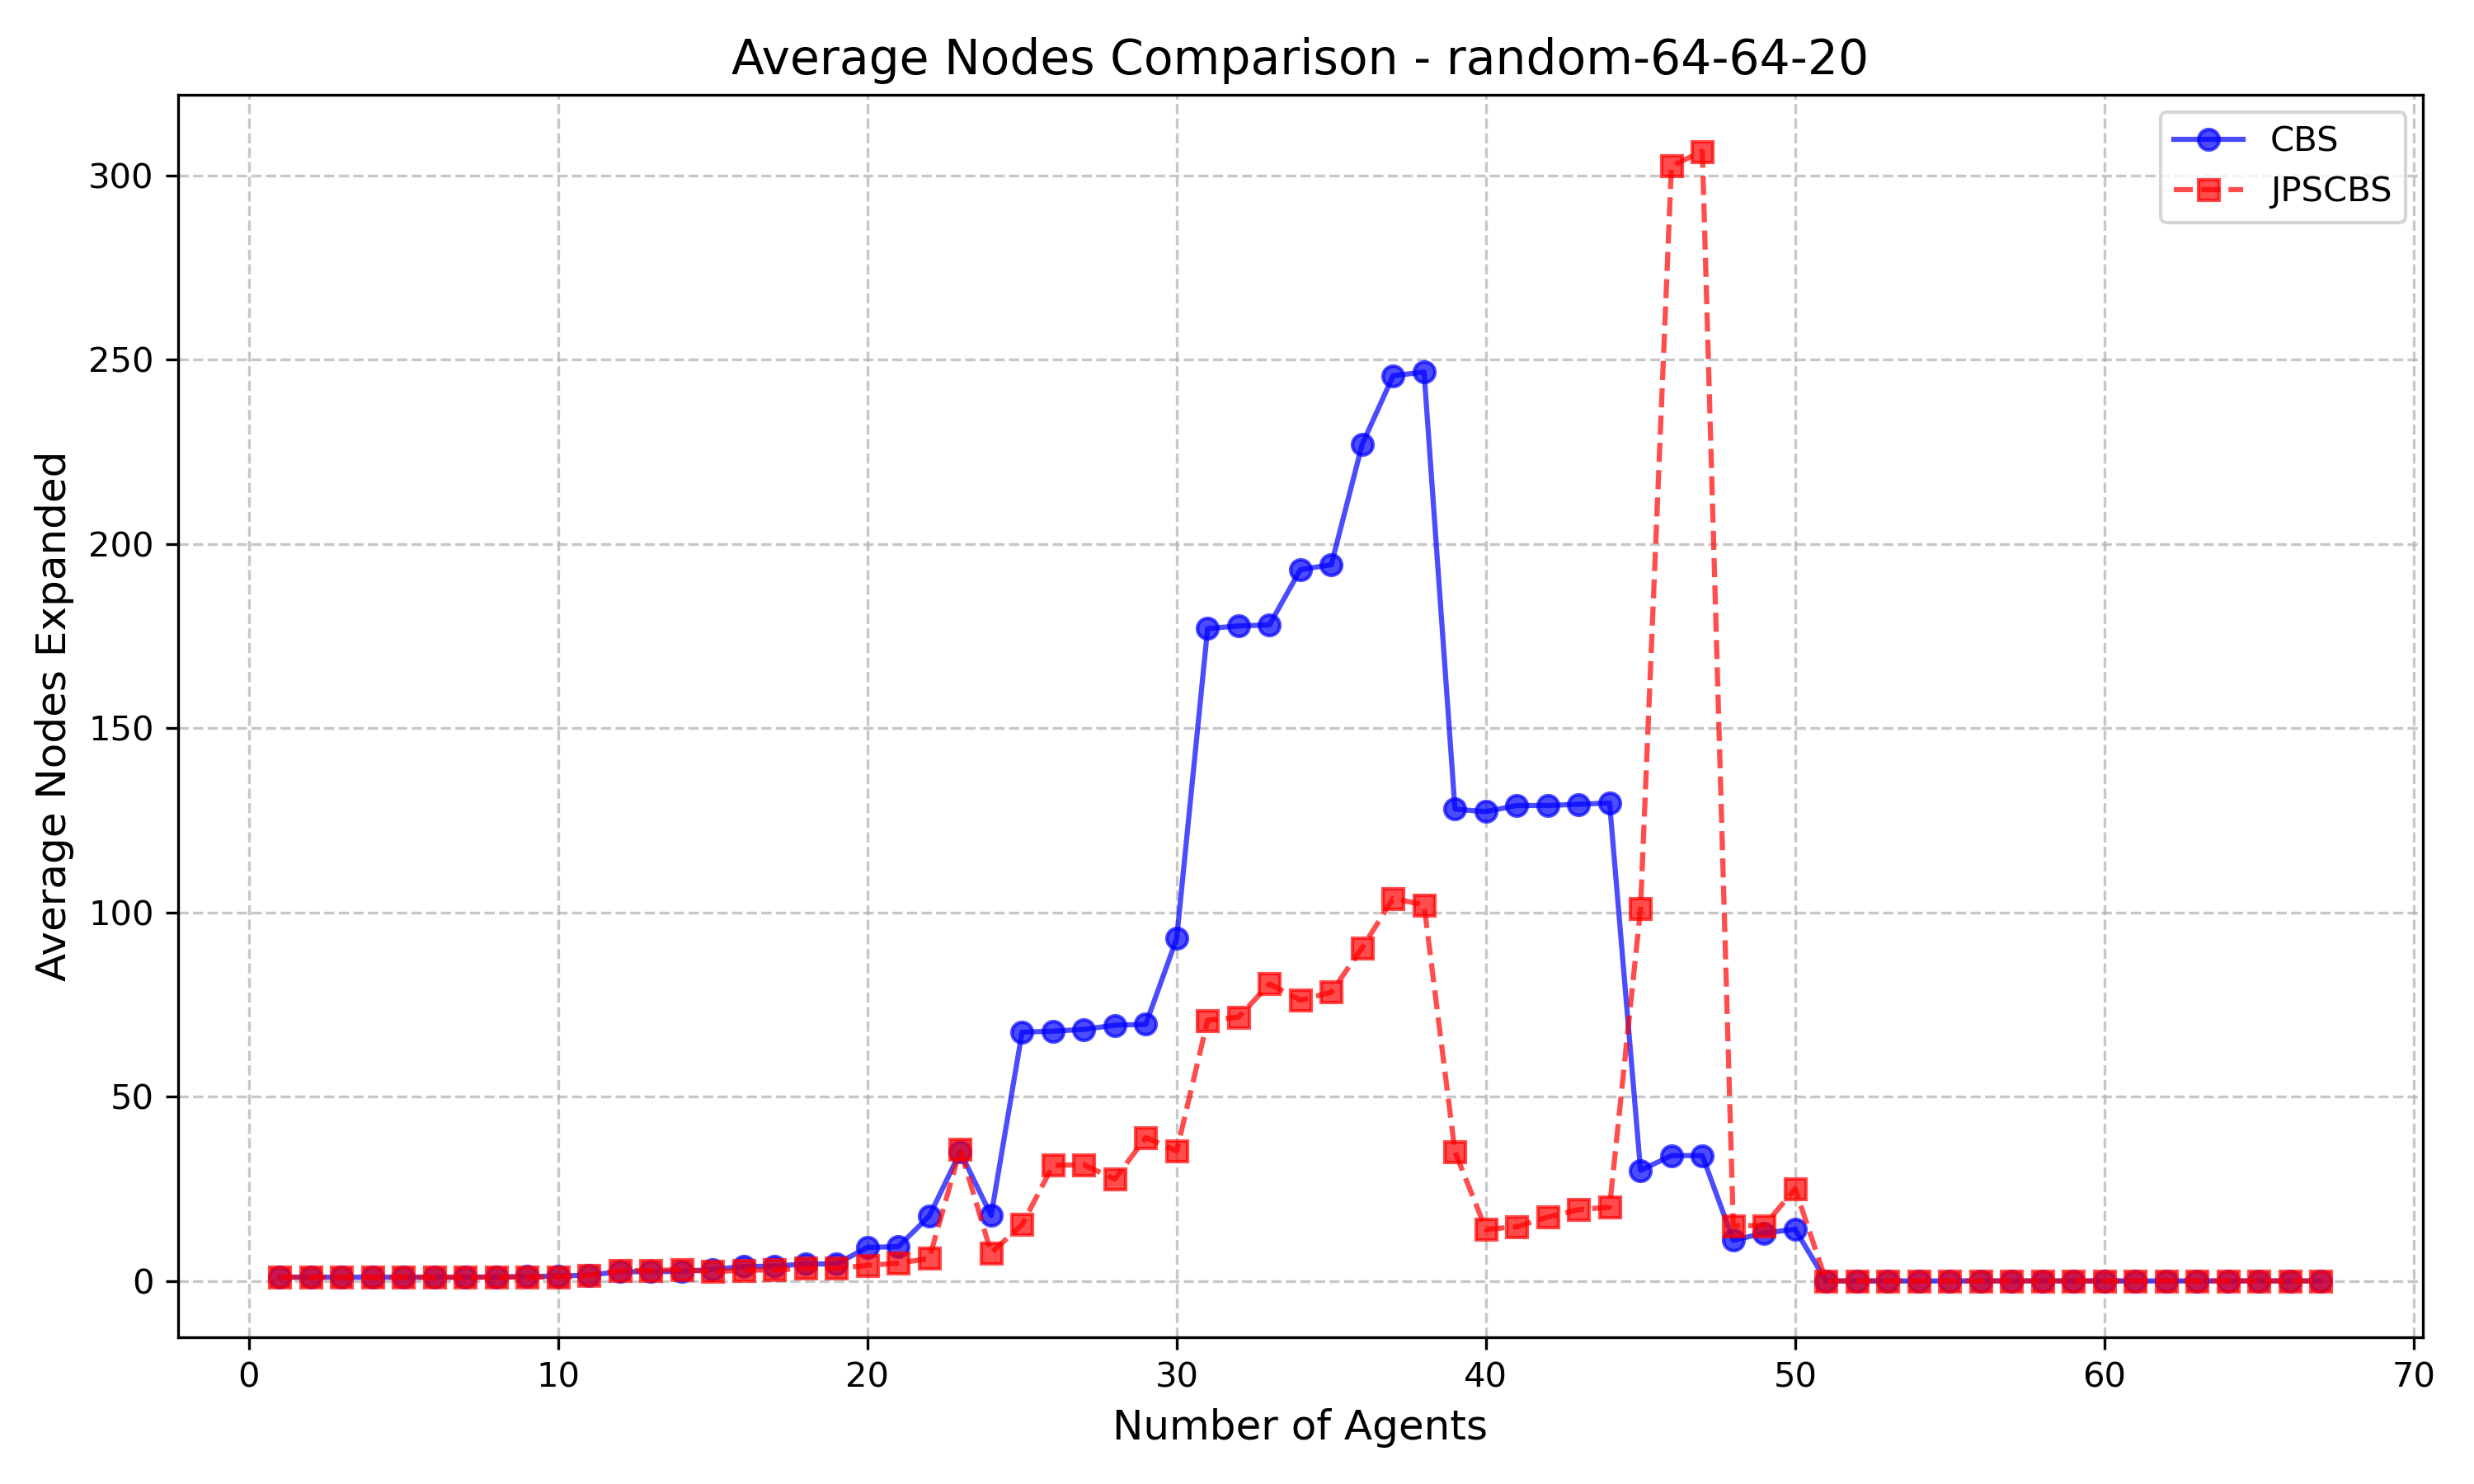 Average Nodes Comparison - random-64-64-20
CBS
JPSCBS
Average Nodes Expanded
300
250
200
150
100
50
0
0 10 20 30 40 50 60 70
Number of Agents